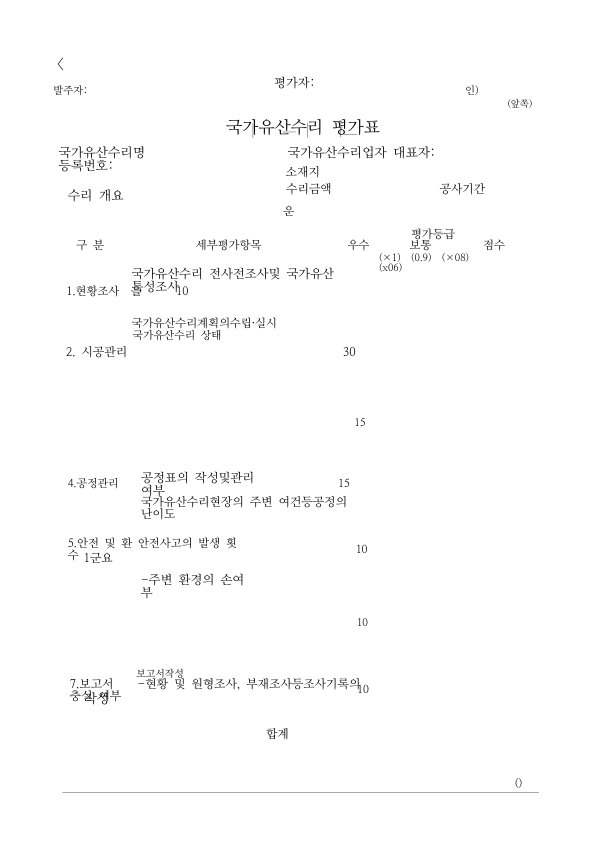 〈
평가자:
발주자: 인)
(앞쪽)
국가유산수리 평가표
국가유산수리명 국가유산수리업자 대표자:
등록번호:
소재지
수리 개요 수리금액 공사기간
운
평가등급
구 분 세부평가항목 우수 보통 점수
(×1) (0,9) (×08)
(x06)
국가유산수리 전사전조사및 국가유산
특성조사
1.현황조사 을 10
국가유산수리계획의수립·실시
국가유산수리 상태
2. 시공관리 30
15
공정표의 작성및관리
4.공정관리 여부 15
국가유산수리현장의 주변 여건등공정의
난이도
5.안전 및 환 안전사고의 발생 횟
수 1군요 10
-주변 환경의 손여
부
10
보고서작성
7.보고서 -현황 및 원형조사, 부재조사등조사기록의 10
충실 여부
작성
합계
()